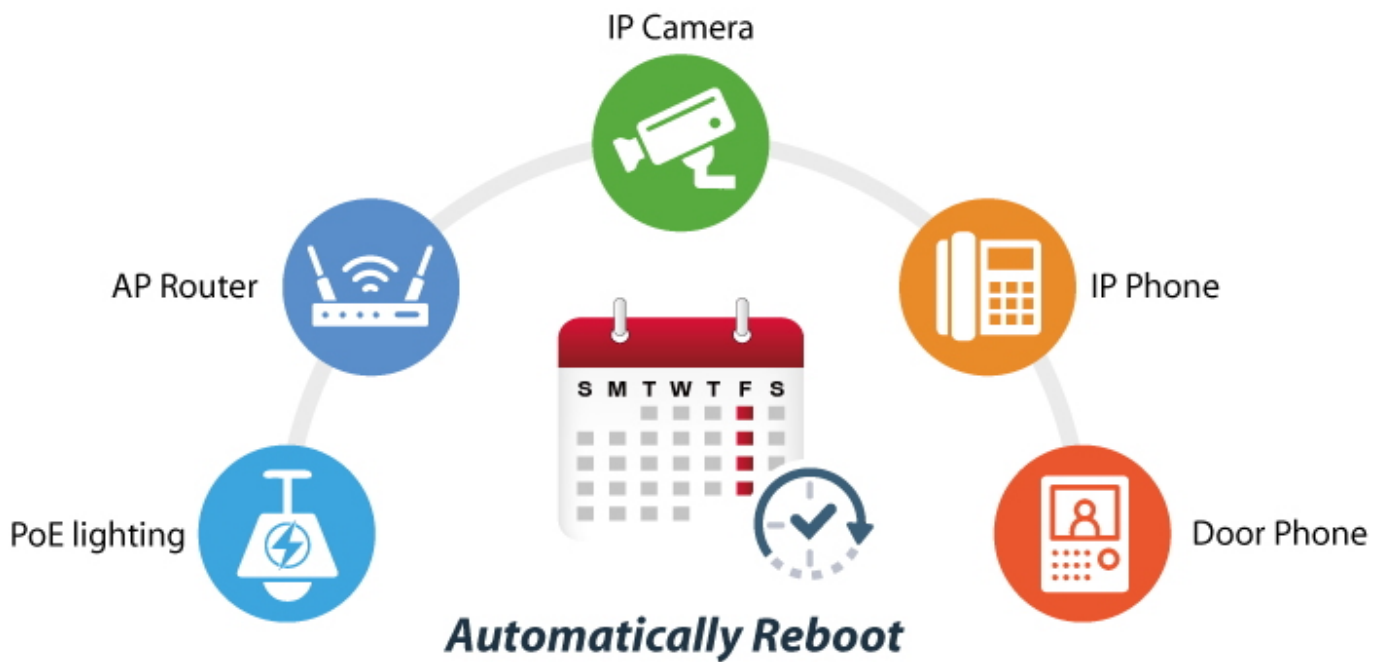 IP Camera
AP Router
IP Phone
S M T W T F S
PoE lighting
Door Phone
Automatically Reboot